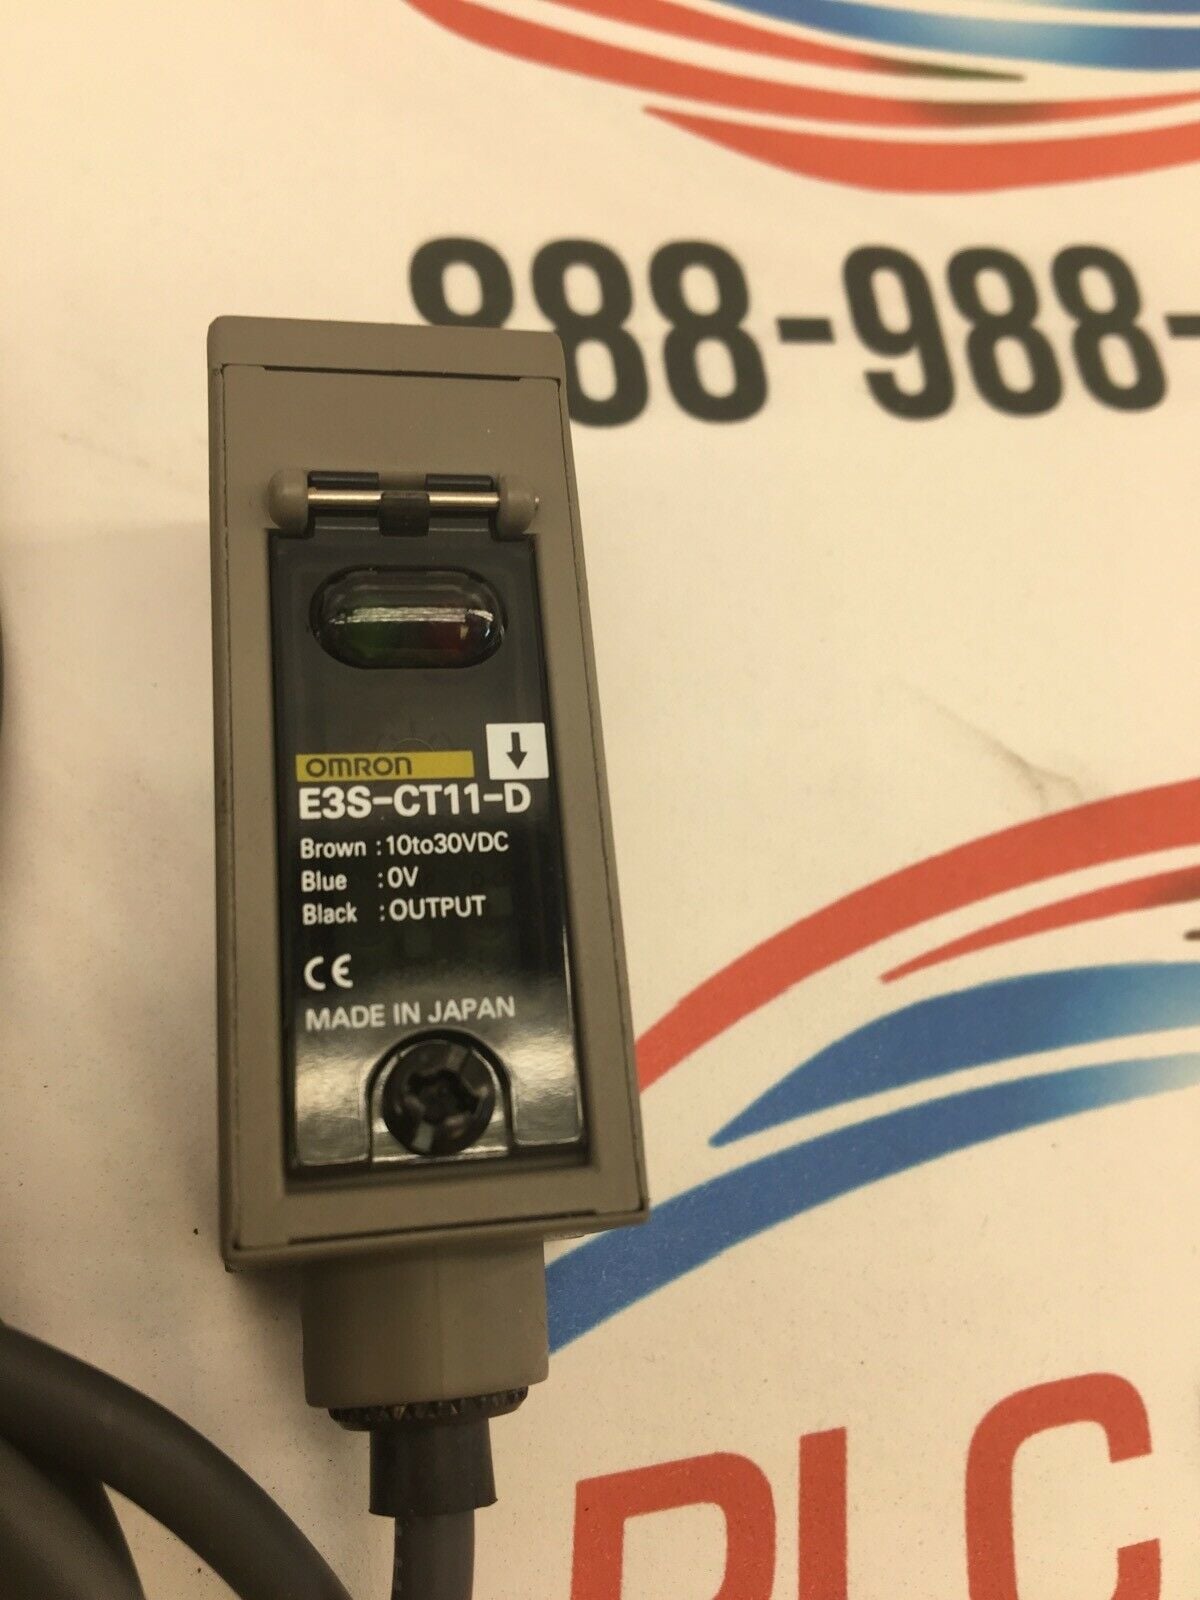 888-988-
OMRON
E3S-CT11-D
Brown :10to30VDC
Blue :0V
Black :OUTPUT
CE
MADE IN JAPAN
PLC